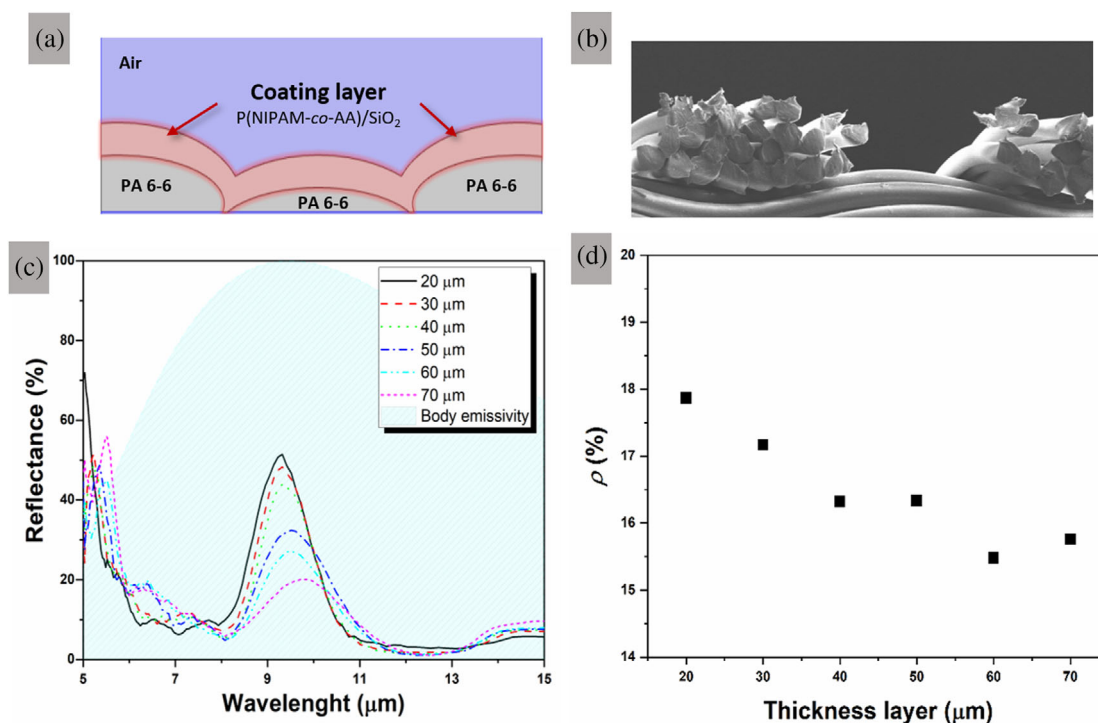 (a)
Air
Coating layer
P(NIPAM-co-AA)/SiO₂
PA 6-6
PA 6-6
PA 6-6
(b)
(c)
Reflectance (%)
100
80
60
40
20
0
5
7
9
11
13
15
Wavelenght (μm)
20 μm
30 μm
40 μm
50 μm
60 μm
70 μm
Body emissivity
(d)
ρ (%)
20
19
18
17
16
15
14
20
30
40
50
60
70
Thickness layer (μm)